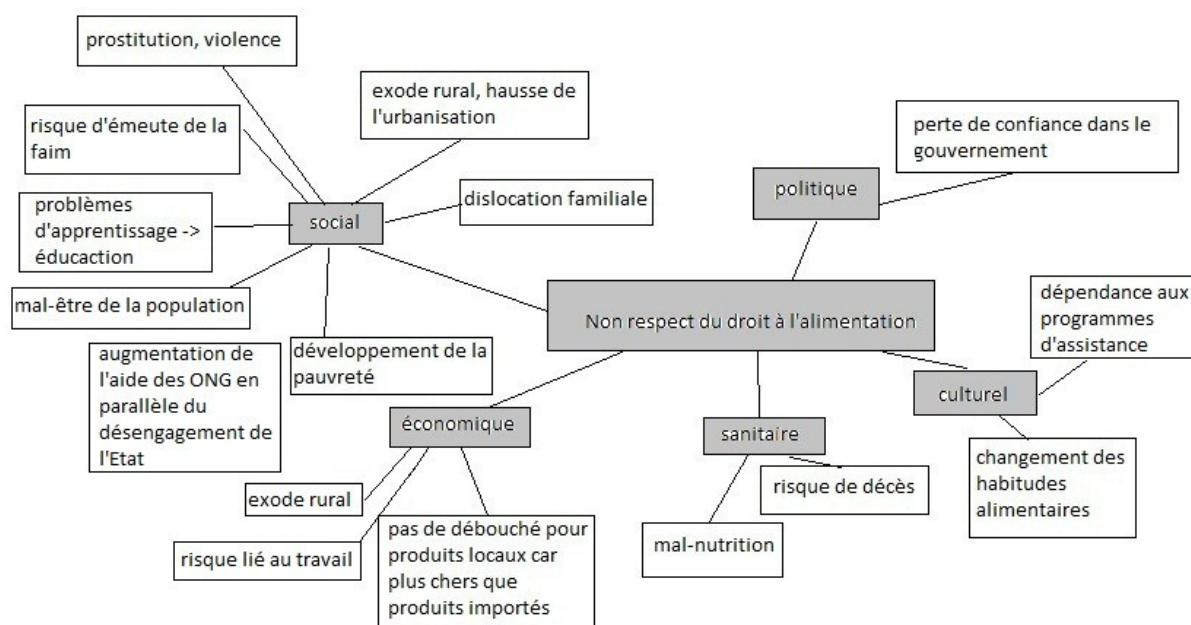 prostitution, violence
exode rural, hausse de
l'urbanisation
risque d'émeute de la
faim
perte de confiance dans le
gouvernement
politique
problèmes
d'apprentissage ->
éducaction
social
dislocation familiale
mal-être de la population
Non respect du droit à l'alimentation
dépendance aux
programmes
d'assistance
augmentation de
l'aide des ONG en
parallèle du
désengagement de
l'Etat
développement de la
pauvreté
économique
sanitaire
culturel
exode rural
risque lié au travail
pas de débouché pour
produits locaux car
plus chers que
produits importés
mal-nutrition
risque de décès
changement des
habitudes
alimentaires